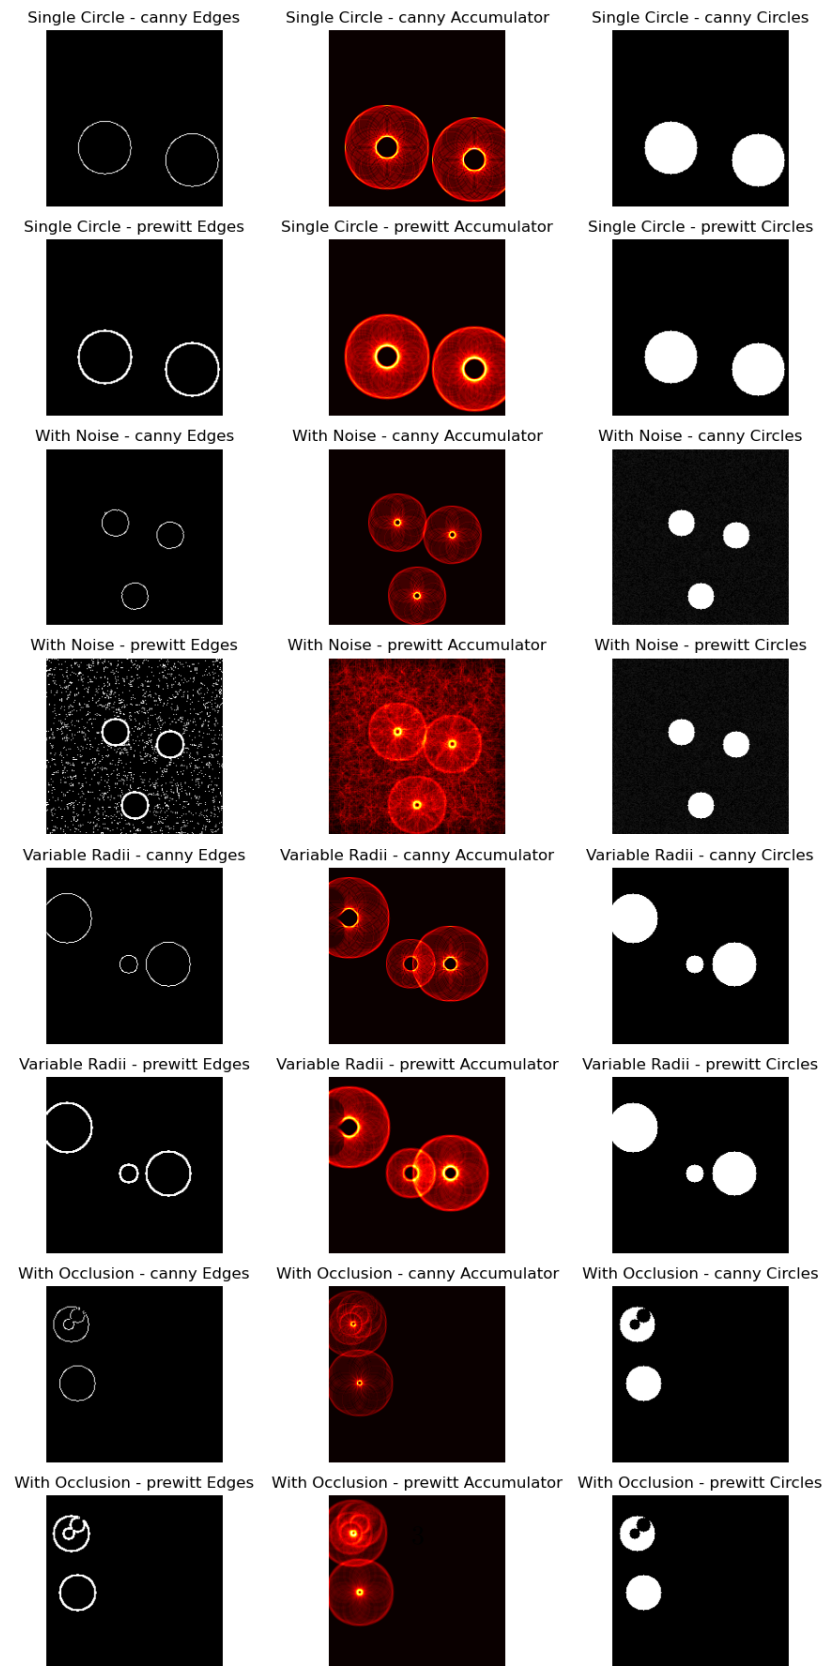 Single Circle - canny Edges
Single Circle - canny Accumulator
Single Circle - canny Circles
Single Circle - prewitt Edges
Single Circle - prewitt Accumulator
Single Circle - prewitt Circles
With Noise - canny Edges
With Noise - canny Accumulator
With Noise - canny Circles
With Noise - prewitt Edges
With Noise - prewitt Accumulator
With Noise - prewitt Circles
Variable Radii - canny Edges
Variable Radii - canny Accumulator
Variable Radii - canny Circles
Variable Radii - prewitt Edges
Variable Radii - prewitt Accumulator
Variable Radii - prewitt Circles
With Occlusion - canny Edges
With Occlusion - canny Accumulator
With Occlusion - canny Circles
With Occlusion - prewitt Edges
With Occlusion - prewitt Accumulator
With Occlusion - prewitt Circles